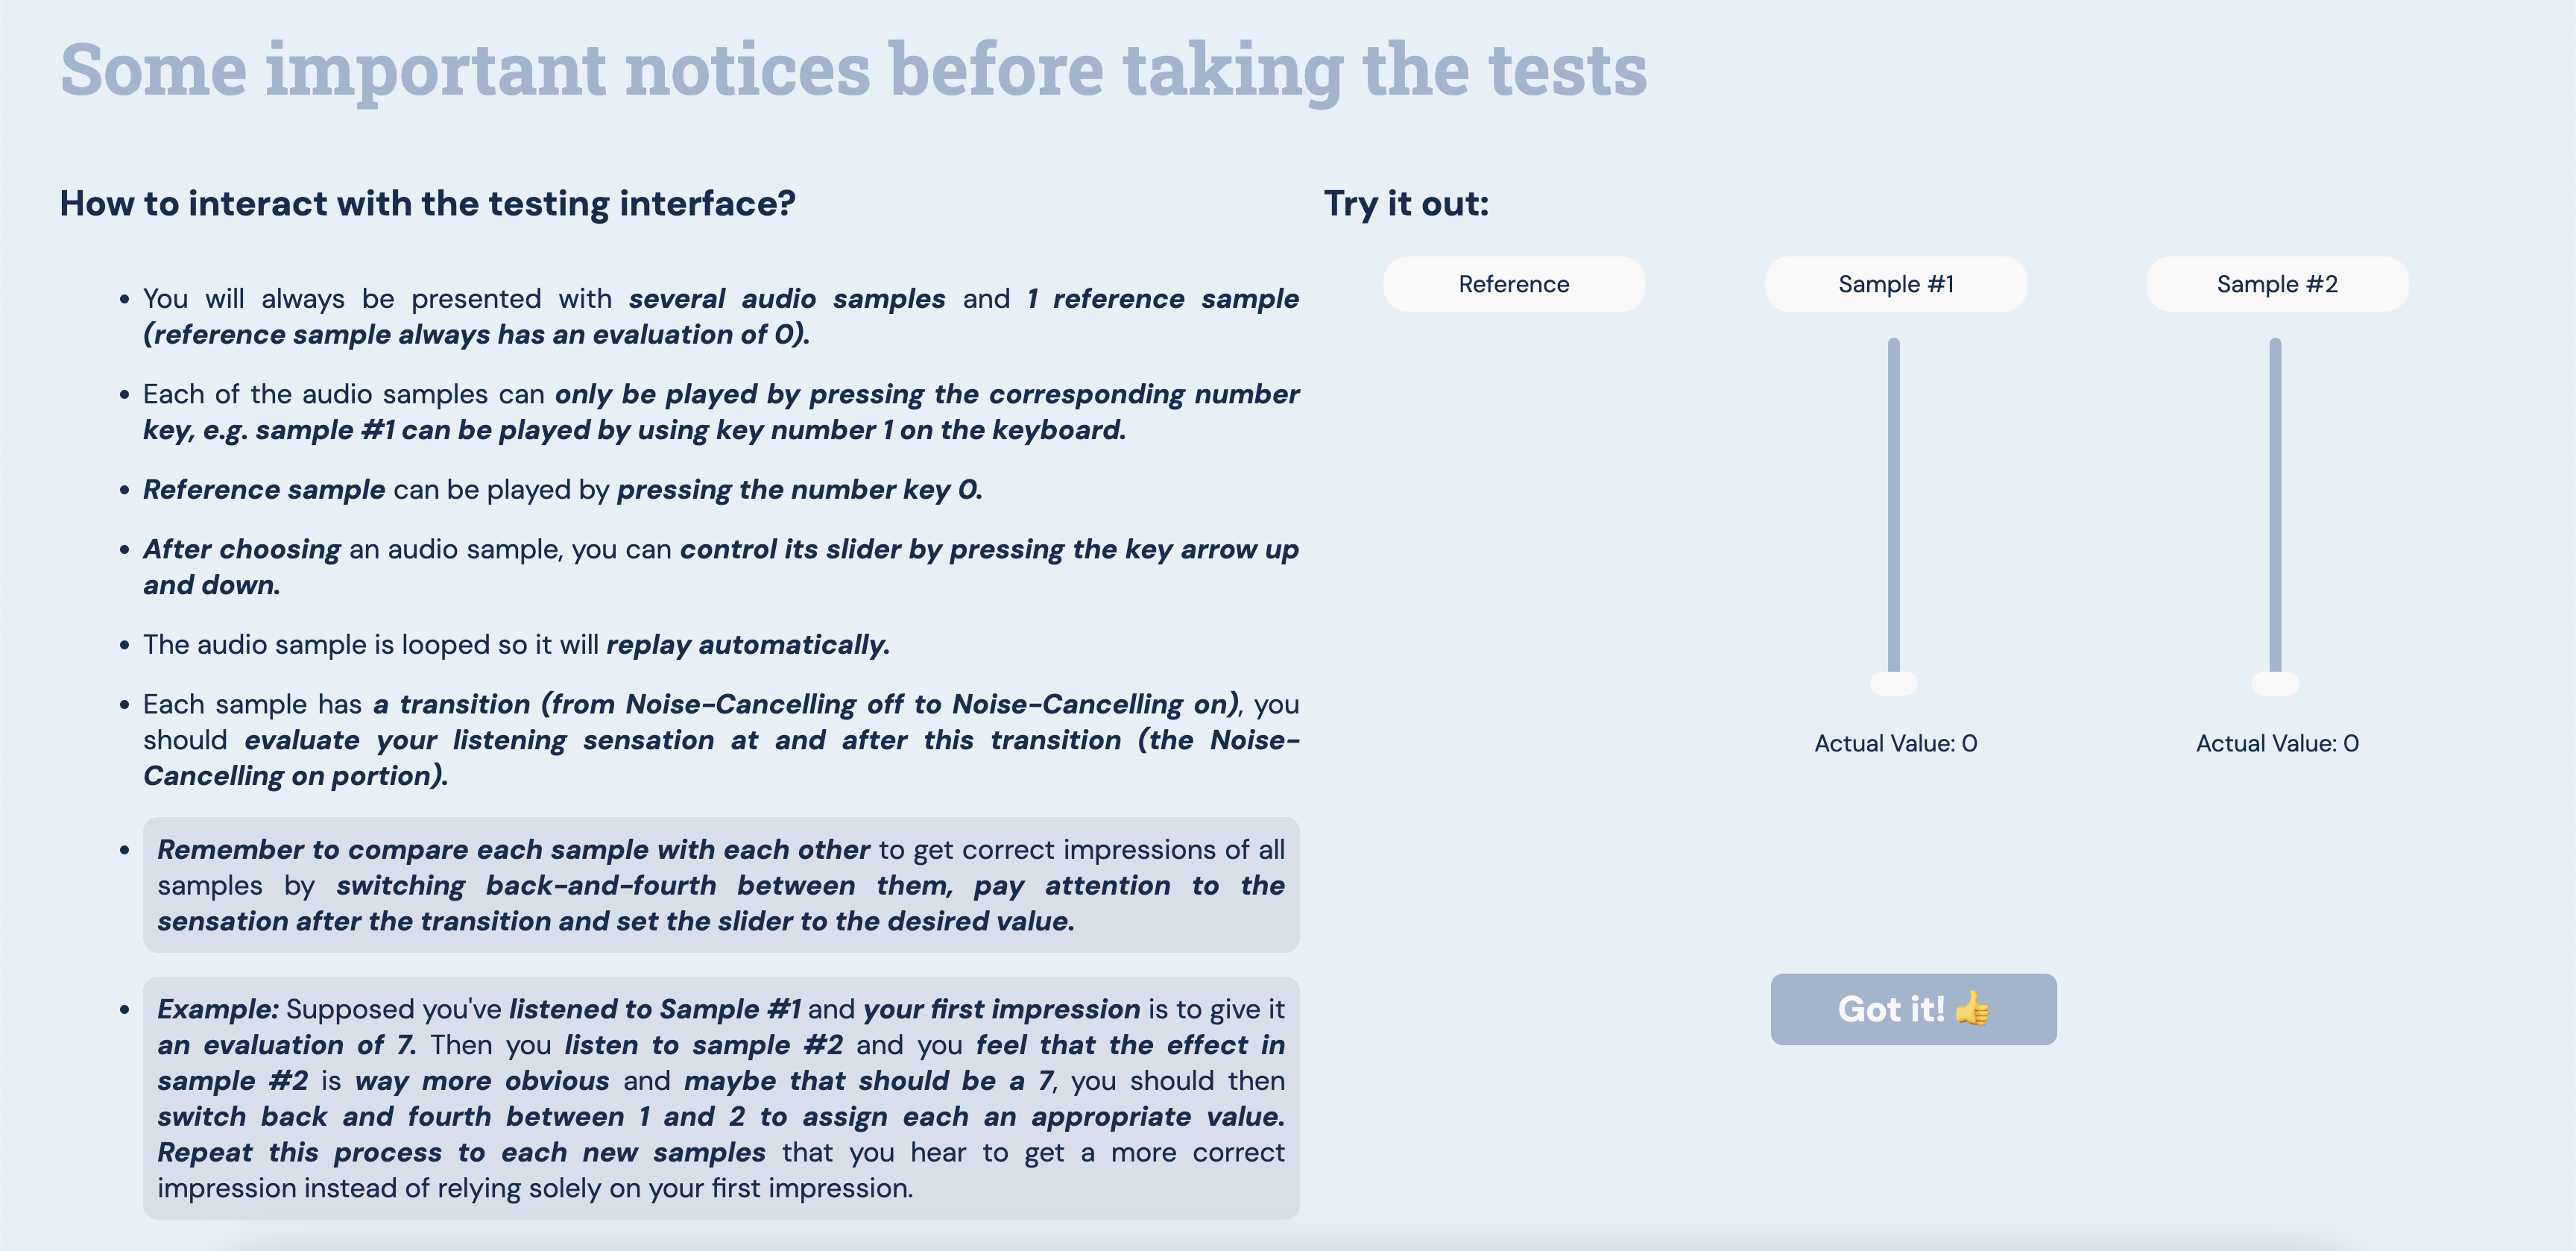 Some important notices before taking the tests
How to interact with the testing interface?
• You will always be presented with several audio samples and 1 reference sample
(reference sample always has an evaluation of 0).
• Each of the audio samples can only be played by pressing the corresponding number
key, e.g. sample #1 can be played by using key number 1 on the keyboard.
• Reference sample can be played by pressing the number key 0.
• After choosing an audio sample, you can control its slider by pressing the key arrow up
and down.
• The audio sample is looped so it will replay automatically.
• Each sample has a transition (from Noise-Cancelling off to Noise-Cancelling on), you
should evaluate your listening sensation at and after this transition (the Noise-
Cancelling on portion).
• Remember to compare each sample with each other to get correct impressions of all
samples by switching back-and-fourth between them, pay attention to the
sensation after the transition and set the slider to the desired value.
• Example: Supposed you've listened to Sample #1 and your first impression is to give it
an evaluation of 7. Then you listen to sample #2 and you feel that the effect in
sample #2 is way more obvious and maybe that should be a 7, you should then
switch back and fourth between 1 and 2 to assign each an appropriate value.
Repeat this process to each new samples that you hear to get a more correct
impression instead of relying solely on your first impression.
Try it out:
Reference
Sample #1
Sample #2
Actual Value: 0
Actual Value: 0
Got it! 👍